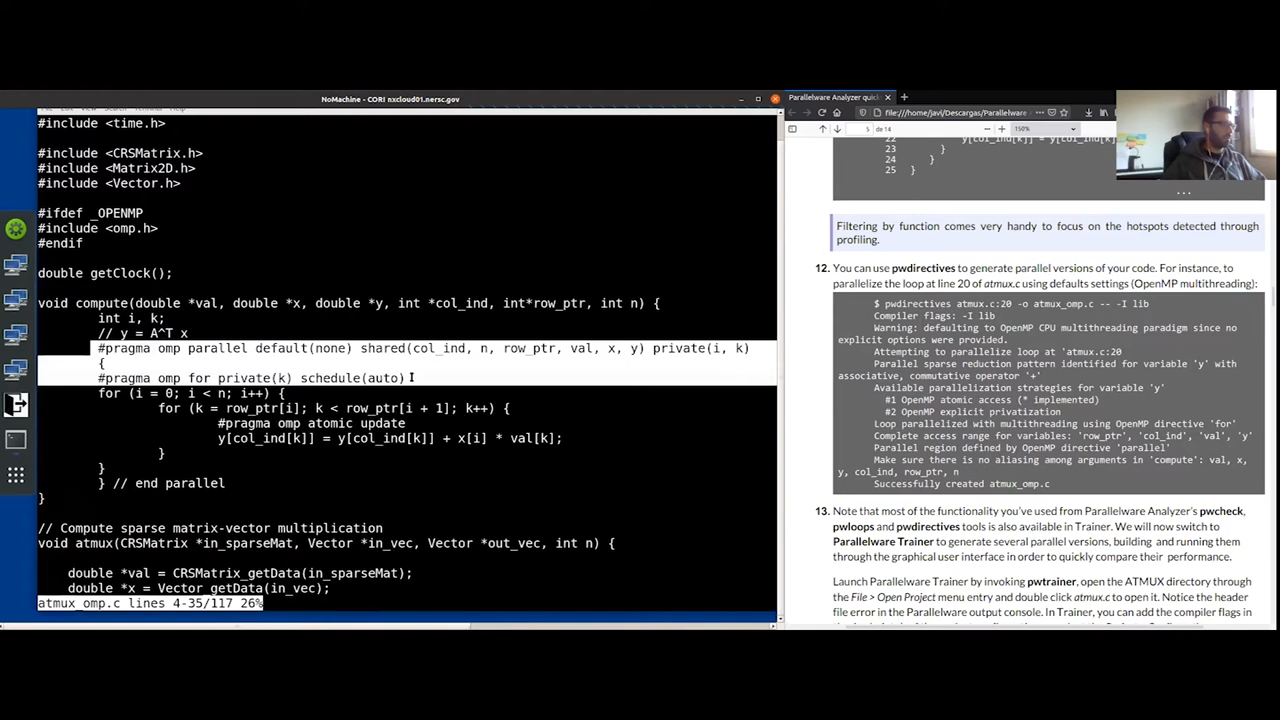 NoMachine - CORI nxcloud01.nersc.gov
#include <time.h>
#include <CRSMatrix.h>
#include <Matrix2D.h>
#include <Vector.h>
#ifdef _OPENMP
#include <omp.h>
#endif
double getClock();
void compute(double *val, double *x, double *y, int *col_ind, int*row_ptr, int n) {
int i, k;
// y = A^T x
#pragma omp parallel default(none) shared(col_ind, n, row_ptr, val, x, y) private(i, k)
{
#pragma omp for private(k) schedule(auto)
for (i = 0; i < n; i++) {
for (k = row_ptr[i]; k < row_ptr[i + 1]; k++) {
#pragma omp atomic update
y[col_ind[k]] = y[col_ind[k]] + x[i] * val[k];
}
}
} // end parallel
}
// Compute sparse matrix-vector multiplication
void atmux(CRSMatrix *in_sparseMat, Vector *in_vec, Vector *out_vec, int n) {
double *val = CRSMatrix_getData(in_sparseMat);
double *x = Vector_getData(in_vec);
atmux_omp.c lines 4-35/117 26%
Parallelware Analyzer quick
file:///home/javi/Descargas/Parallelware
5 de 14
150%
22 y[col_ind[k]] = y[col_ind[k]
23 }
24 }
25 }
...
Filtering by function comes very handy to focus on the hotspots detected through
profiling.
12. You can use pwdirectives to generate parallel versions of your code. For instance, to
parallelize the loop at line 20 of atmux.c using defaults settings (OpenMP multithreading):
$ pwdirectives atmux.c:20 -o atmux_omp.c -- -I lib
Compiler flags: -I lib
Warning: defaulting to OpenMP CPU multithreading paradigm since no
explicit options were provided.
Attempting to parallelize loop at 'atmux.c:20
Parallel sparse reduction pattern identified for variable 'y' with
associative, commutative operator '+'
Available parallelization strategies for variable 'y'
#1 OpenMP atomic access (* implemented)
#2 OpenMP explicit privatization
Loop parallelized with multithreading using OpenMP directive 'for'
Complete access range for variables: 'row_ptr', 'col_ind', 'val', 'y'
Parallel region defined by OpenMP directive 'parallel'
Make sure there is no aliasing among arguments in 'compute': val, x,
y, col_ind, row_ptr, n
Successfully created atmux_omp.c
13. Note that most of the functionality you've used from Parallelware Analyzer's pwcheck,
pwloops and pwdirectives tools is also available in Trainer. We will now switch to
Parallelware Trainer to generate several parallel versions, building and running them
through the graphical user interface in order to quickly compare their performance.
Launch Parallelware Trainer by invoking pwtrainer, open the ATMUX directory through
the File > Open Project menu entry and double click atmux.c to open it. Notice the header
file error in the Parallelware output console. In Trainer, you can add the compiler flags in